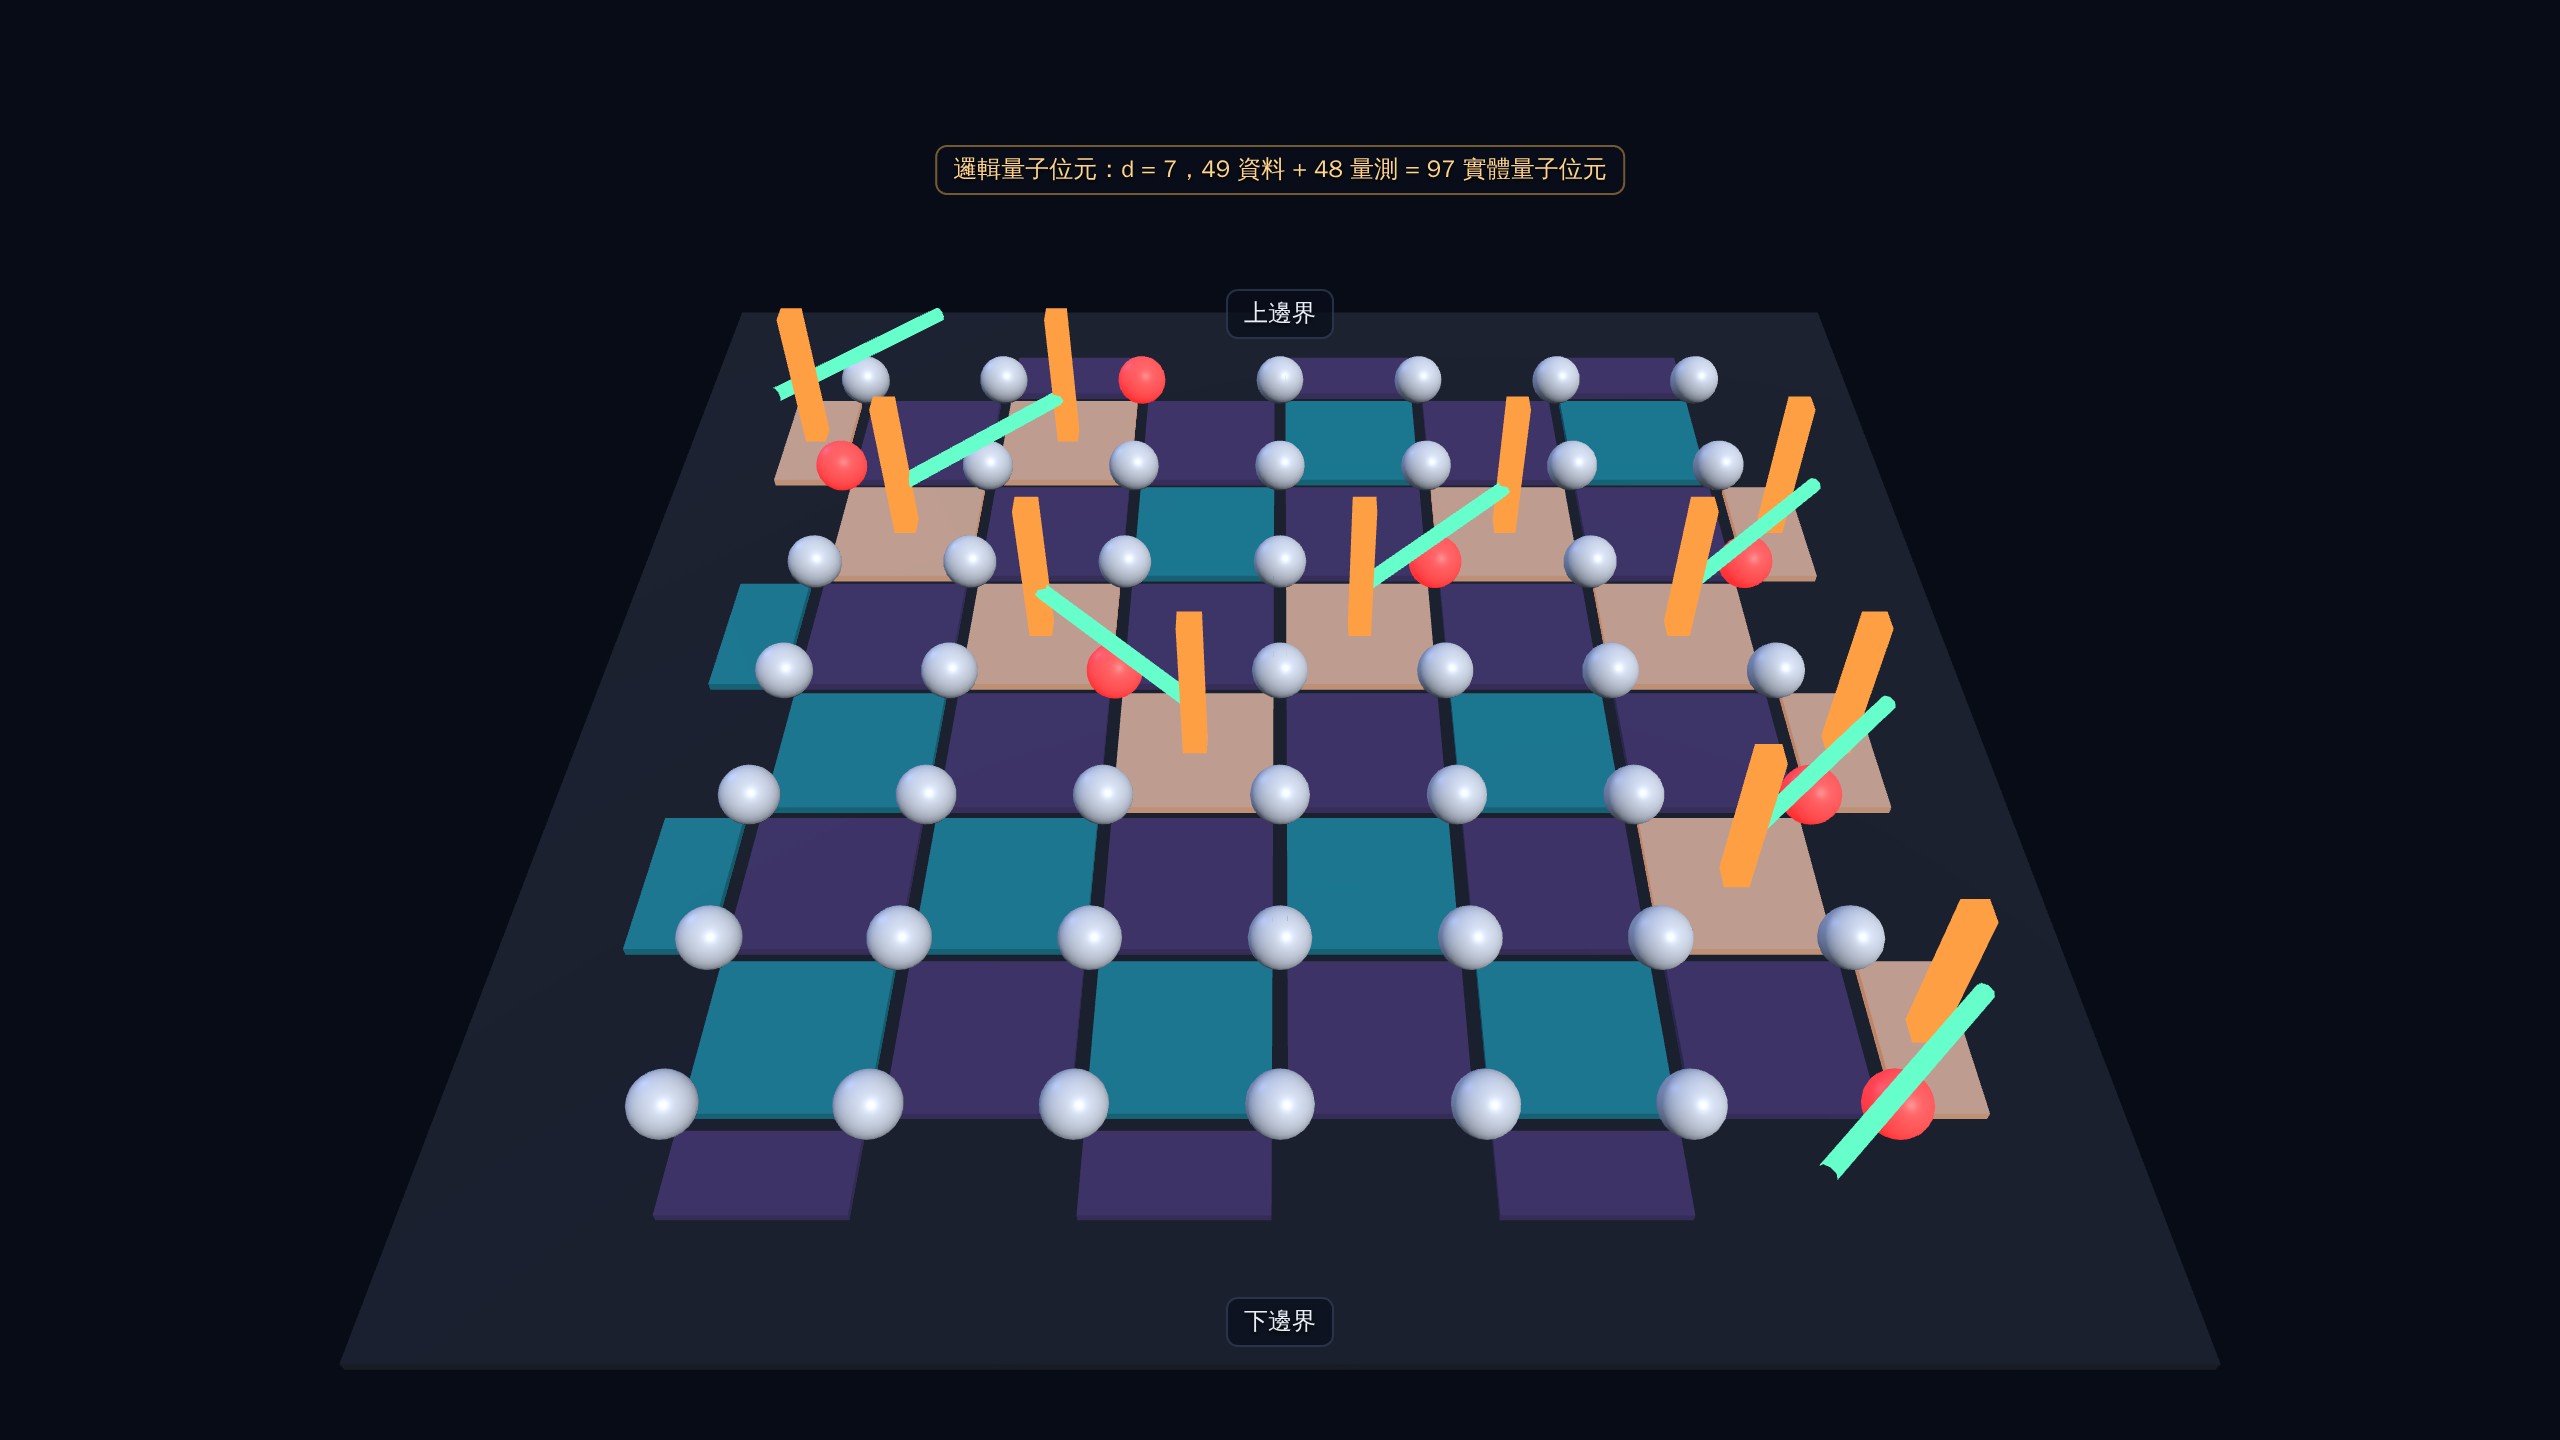 邏輯量子位元：d = 7，49 資料 + 48 量測 = 97 實體量子位元
上邊界
下邊界